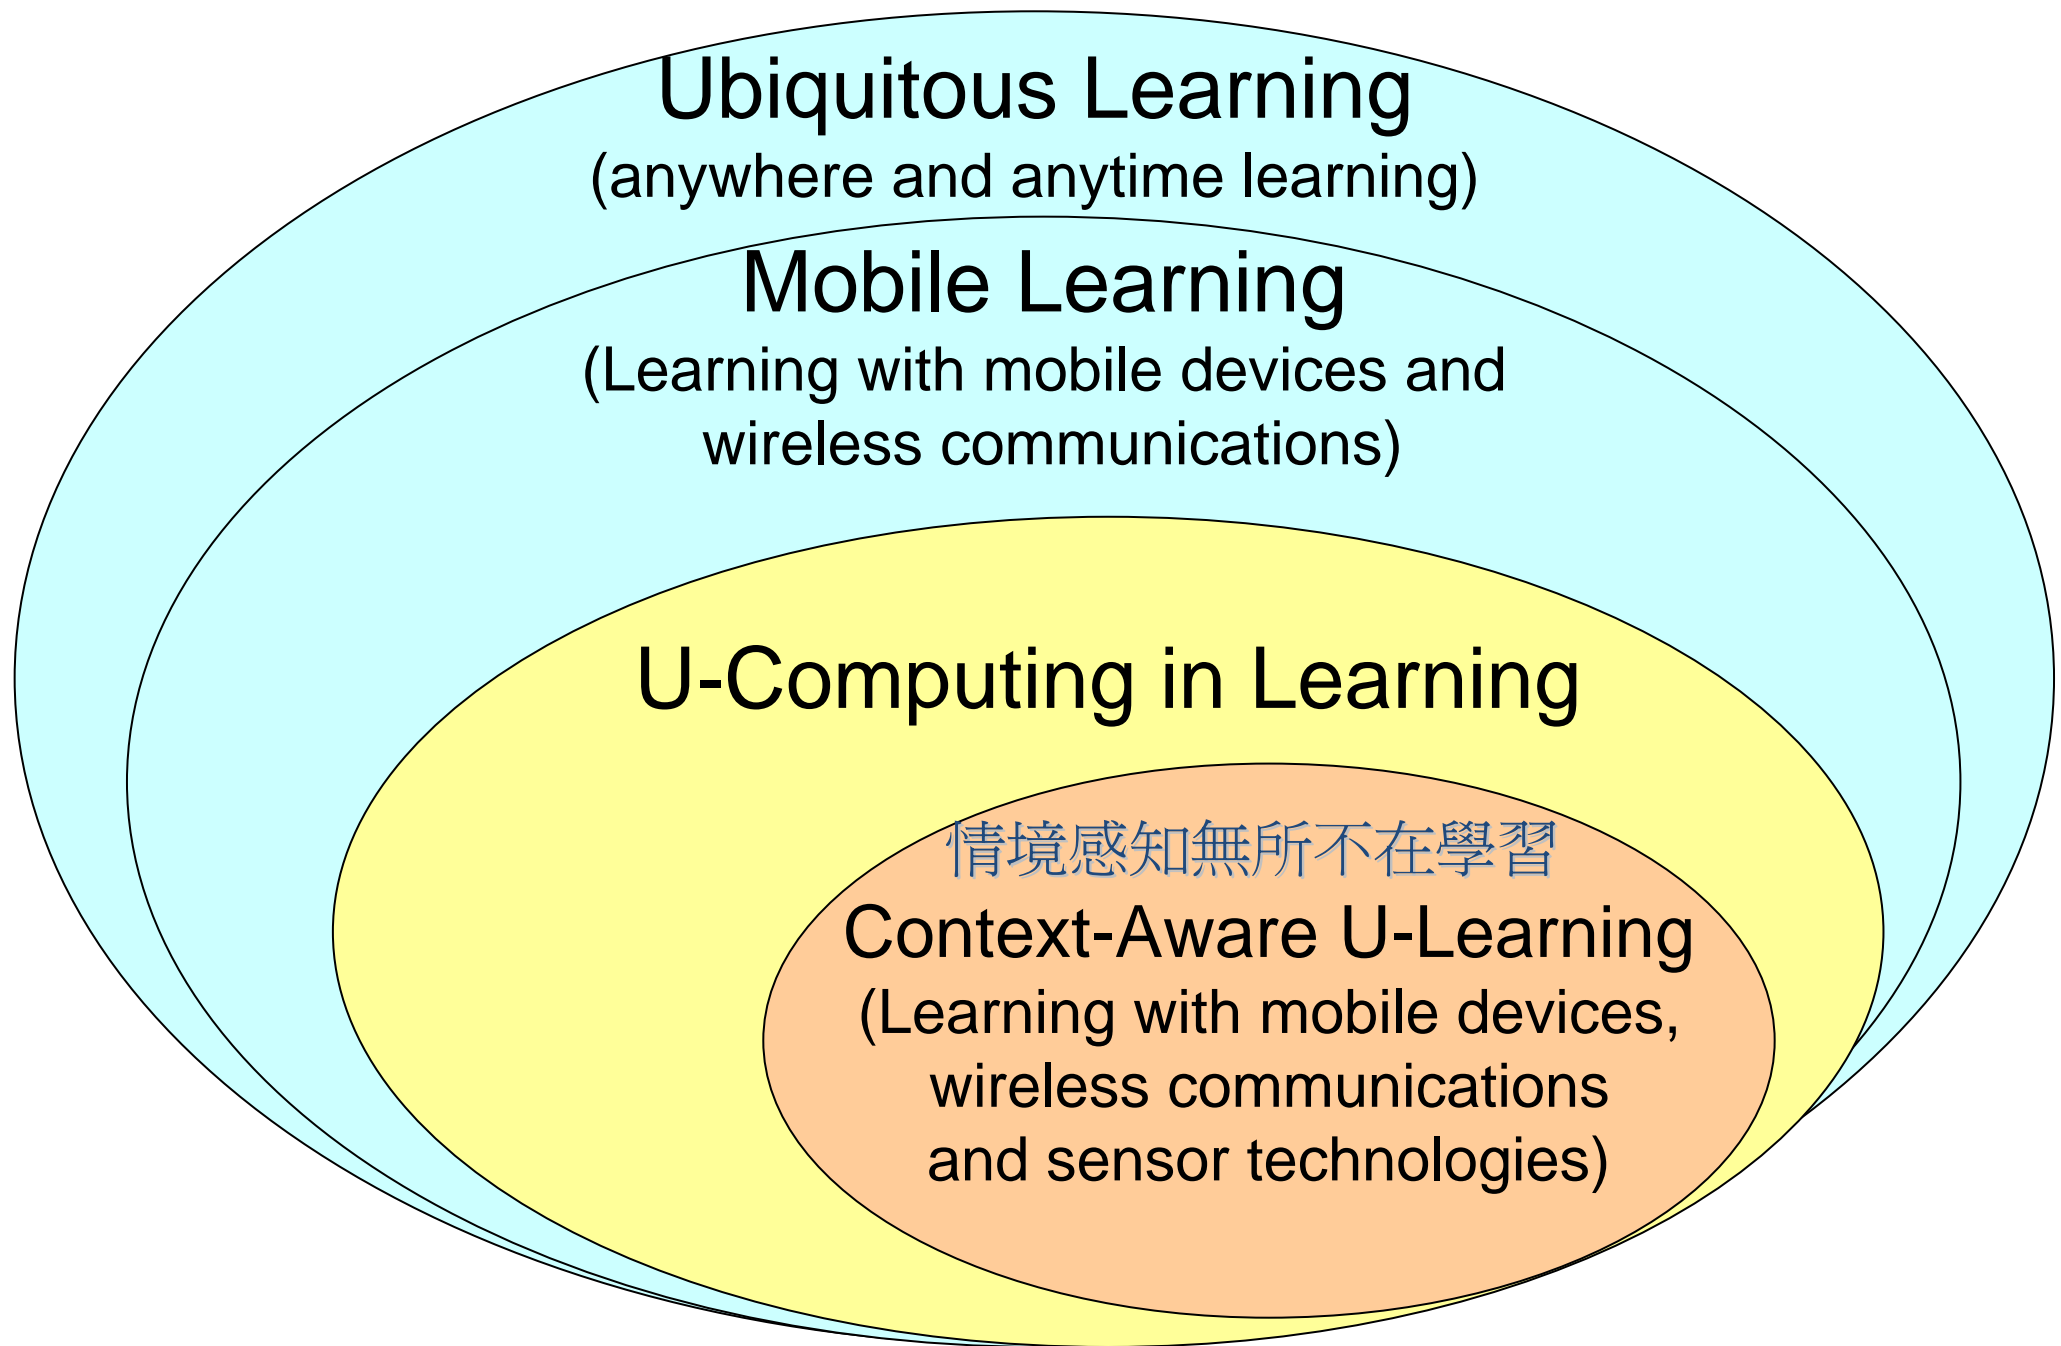 Ubiquitous Learning
(anywhere and anytime learning)
Mobile Learning
(Learning with mobile devices and
wireless communications)
U-Computing in Learning
情境感知無所不在學習
Context-Aware U-Learning
(Learning with mobile devices,
wireless communications
and sensor technologies)